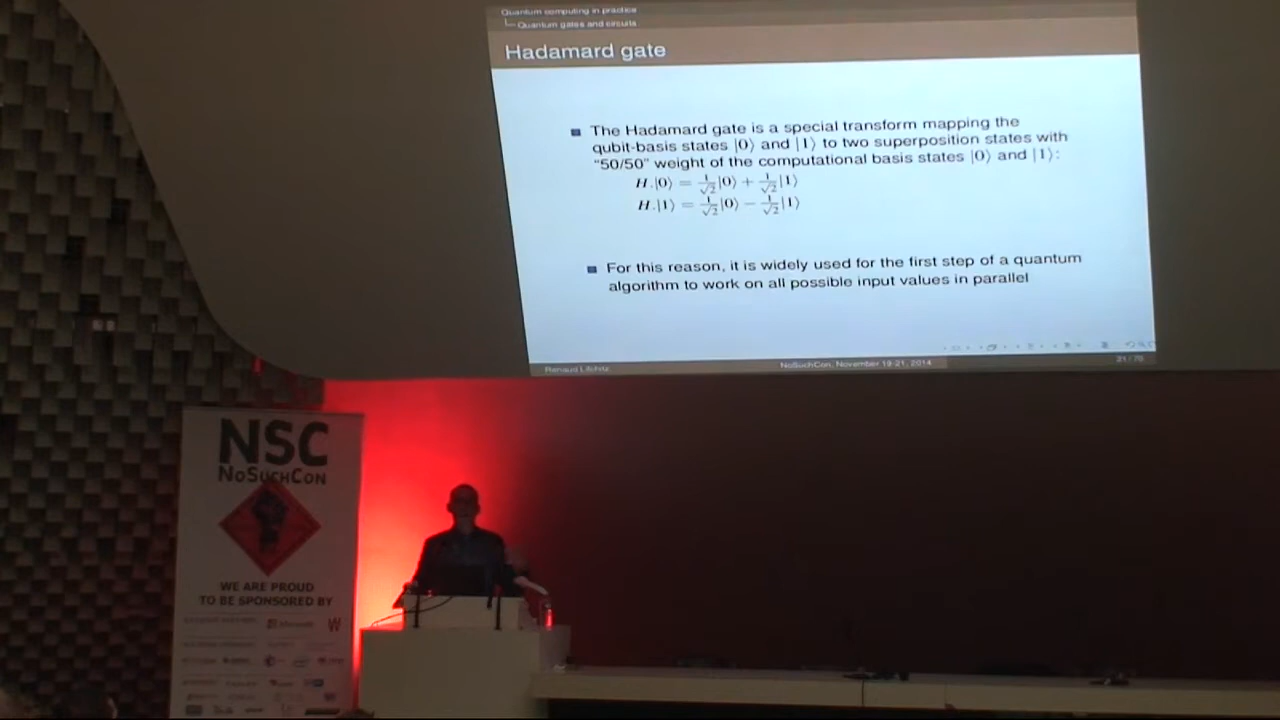 Quantum computing in practice
Quantum gates and circuits
Hadamard gate
The Hadamard gate is a special transform mapping the
qubit-basis states |0⟩ and |1⟩ to two superposition states with
"50/50" weight of the computational basis states |0⟩ and |1⟩:
H.|0⟩ = 1/√2|0⟩ + 1/√2|1⟩
H.|1⟩ = 1/√2|0⟩ − 1/√2|1⟩
For this reason, it is widely used for the first step of a quantum
algorithm to work on all possible input values in parallel
Renaud Lifchitz
NoSuchCon, November 19-21, 2014
NSC
NoSuchCon
WE ARE PROUD
TO BE SPONSORED BY
Microsoft